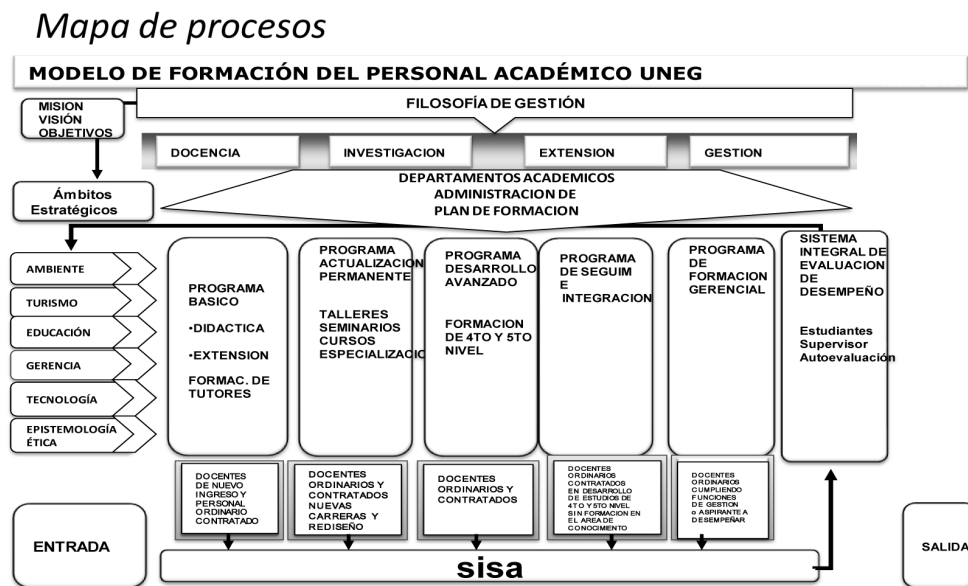 Mapa de procesos
MODELO DE FORMACIÓN DEL PERSONAL ACADÉMICO UNEG
MISION
VISIÓN
OBJETIVOS
FILOSOFÍA DE GESTIÓN
DOCENCIA
INVESTIGACION
EXTENSION
GESTION
DEPARTAMENTOS ACADEMICOS
ADMINISTRACION DE
PLAN DE FORMACION
Ámbitos
Estratégicos
AMBIENTE
TURISMO
EDUCACIÓN
GERENCIA
TECNOLOGÍA
EPISTEMOLOGÍA
ÉTICA
PROGRAMA
BASICO
•DIDACTICA
•EXTENSION
FORMAC. DE
TUTORES
PROGRAMA
ACTUALIZACION
PERMANENTE
TALLERES
SEMINARIOS
CURSOS
ESPECIALIZACIO
PROGRAMA
DESARROLLO
AVANZADO
FORMACION
DE 4TO Y 5TO
NIVEL
PROGRAMA
DE SEGUIM
E
INTEGRACION
PROGRAMA
DE
FORMACION
GERENCIAL
SISTEMA
INTEGRAL DE
EVALUACION
DE
DESEMPEÑO
Estudiantes
Supervisor
Autoevaluación
DOCENTES
DE NUEVO
INGRESO Y
PERSONAL
ORDINARIO
CONTRATADO
DOCENTES
ORDINARIOS Y
CONTRATADOS
NUEVAS
CARRERAS Y
REDISEÑO
DOCENTES
ORDINARIOS Y
CONTRATADOS
DOCENTES
ORDINARIOS
CONTRATADOS
EN DESARROLLO
DE ESTUDIOS DE
4TO Y 5TO NIVEL
SIN FORMACION EN
EL AREA DE
CONOCIMIENTO
DOCENTES
ORDINARIOS
CUMPLIENDO
FUNCIONES
DE GESTION
o ASPIRANTE A
DESEMPEÑAR
ENTRADA
sisa
SALIDA